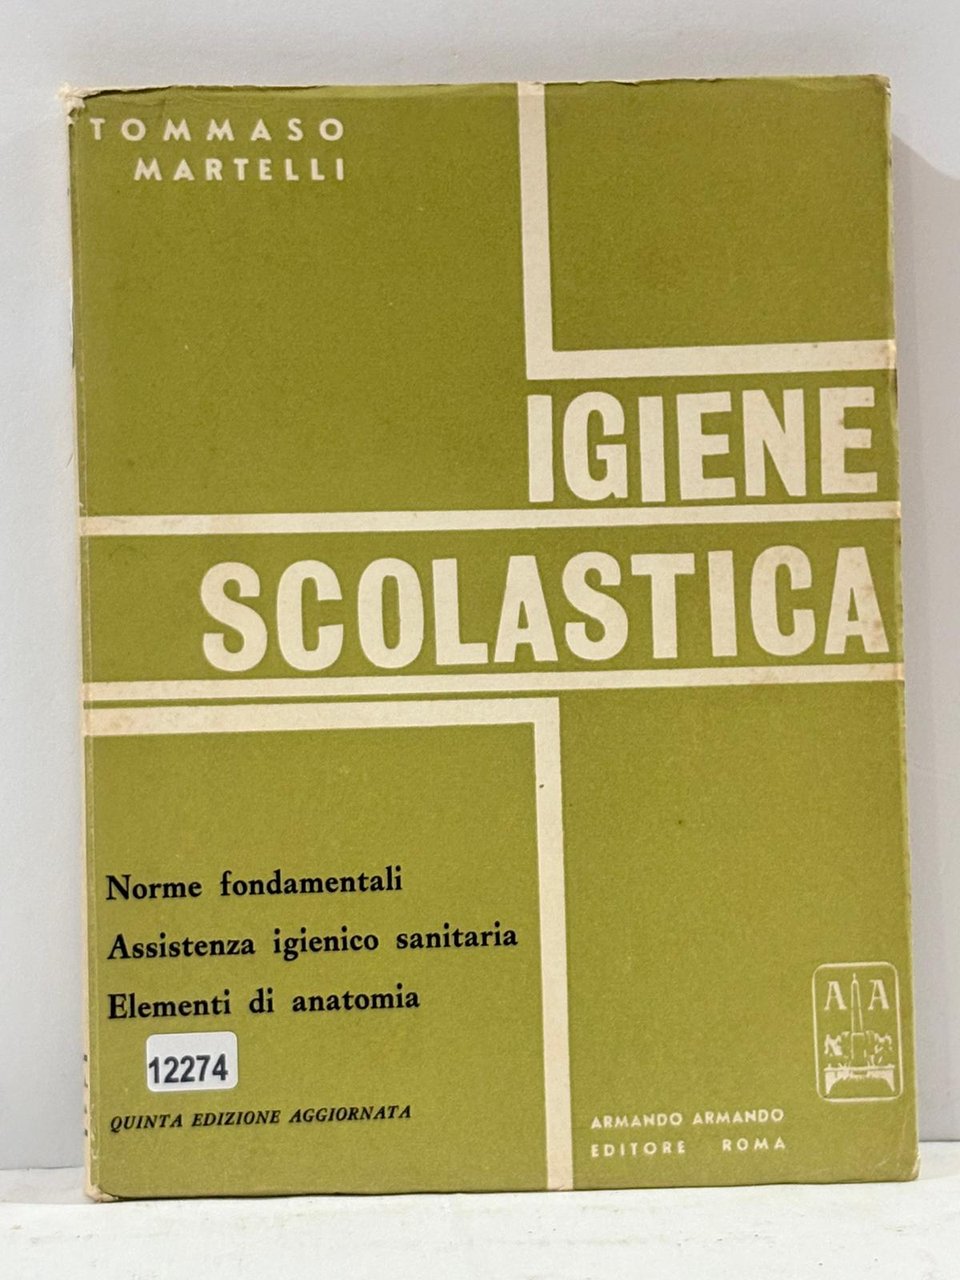 TOMMASO
MARTELLI
IGIENE
SCOLASTICA
Norme fondamentali
Assistenza igienico sanitaria
Elementi di anatomia
12274
QUINTA EDIZIONE AGGIORNATA
A A
ARMANDO ARMANDO
EDITORE ROMA